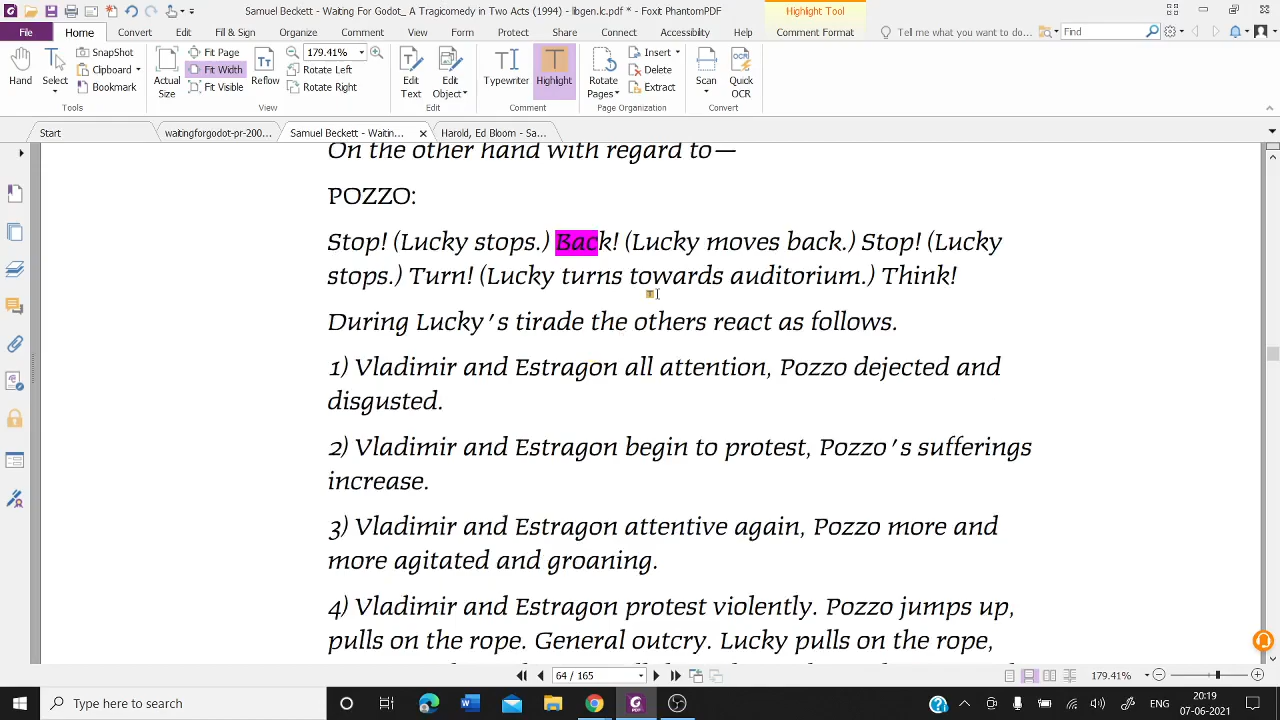 Samuel Beckett - Waiting For Godot_ A Tragicomedy in Two Acts (1994) - libgen.lc.pdf * - Foxit PhantomPDF
Highlight Tool
File Home Convert Edit Fill & Sign Organize Comment View Form Protect Share Connect Accessibility Help Comment Format Tell me what you want to do... Find
Hand
Select
SnapShot
Clipboard
Bookmark
Tools
Actual Size
Fit Page
Fit Width
Fit Visible
Reflow
179.41%
Rotate Left
Rotate Right
View
Edit Text
Edit Object
Edit
Typewriter
Highlight
Comment
Rotate Pages
Insert
Delete
Extract
Page Organization
Scan
Quick OCR
Convert
Start waitingforgodot-pr-200... Samuel Beckett - Waitin... Harold, Ed Bloom - Sa...
On the other hand with regard to—
POZZO:
Stop! (Lucky stops.) Back! (Lucky moves back.) Stop! (Lucky
stops.) Turn! (Lucky turns towards auditorium.) Think!
During Lucky's tirade the others react as follows.
1) Vladimir and Estragon all attention, Pozzo dejected and
disgusted.
2) Vladimir and Estragon begin to protest, Pozzo's sufferings
increase.
3) Vladimir and Estragon attentive again, Pozzo more and
more agitated and groaning.
4) Vladimir and Estragon protest violently. Pozzo jumps up,
pulls on the rope. General outcry. Lucky pulls on the rope,
64 / 165
179.41%
Type here to search
ENG
20:19
07-06-2021